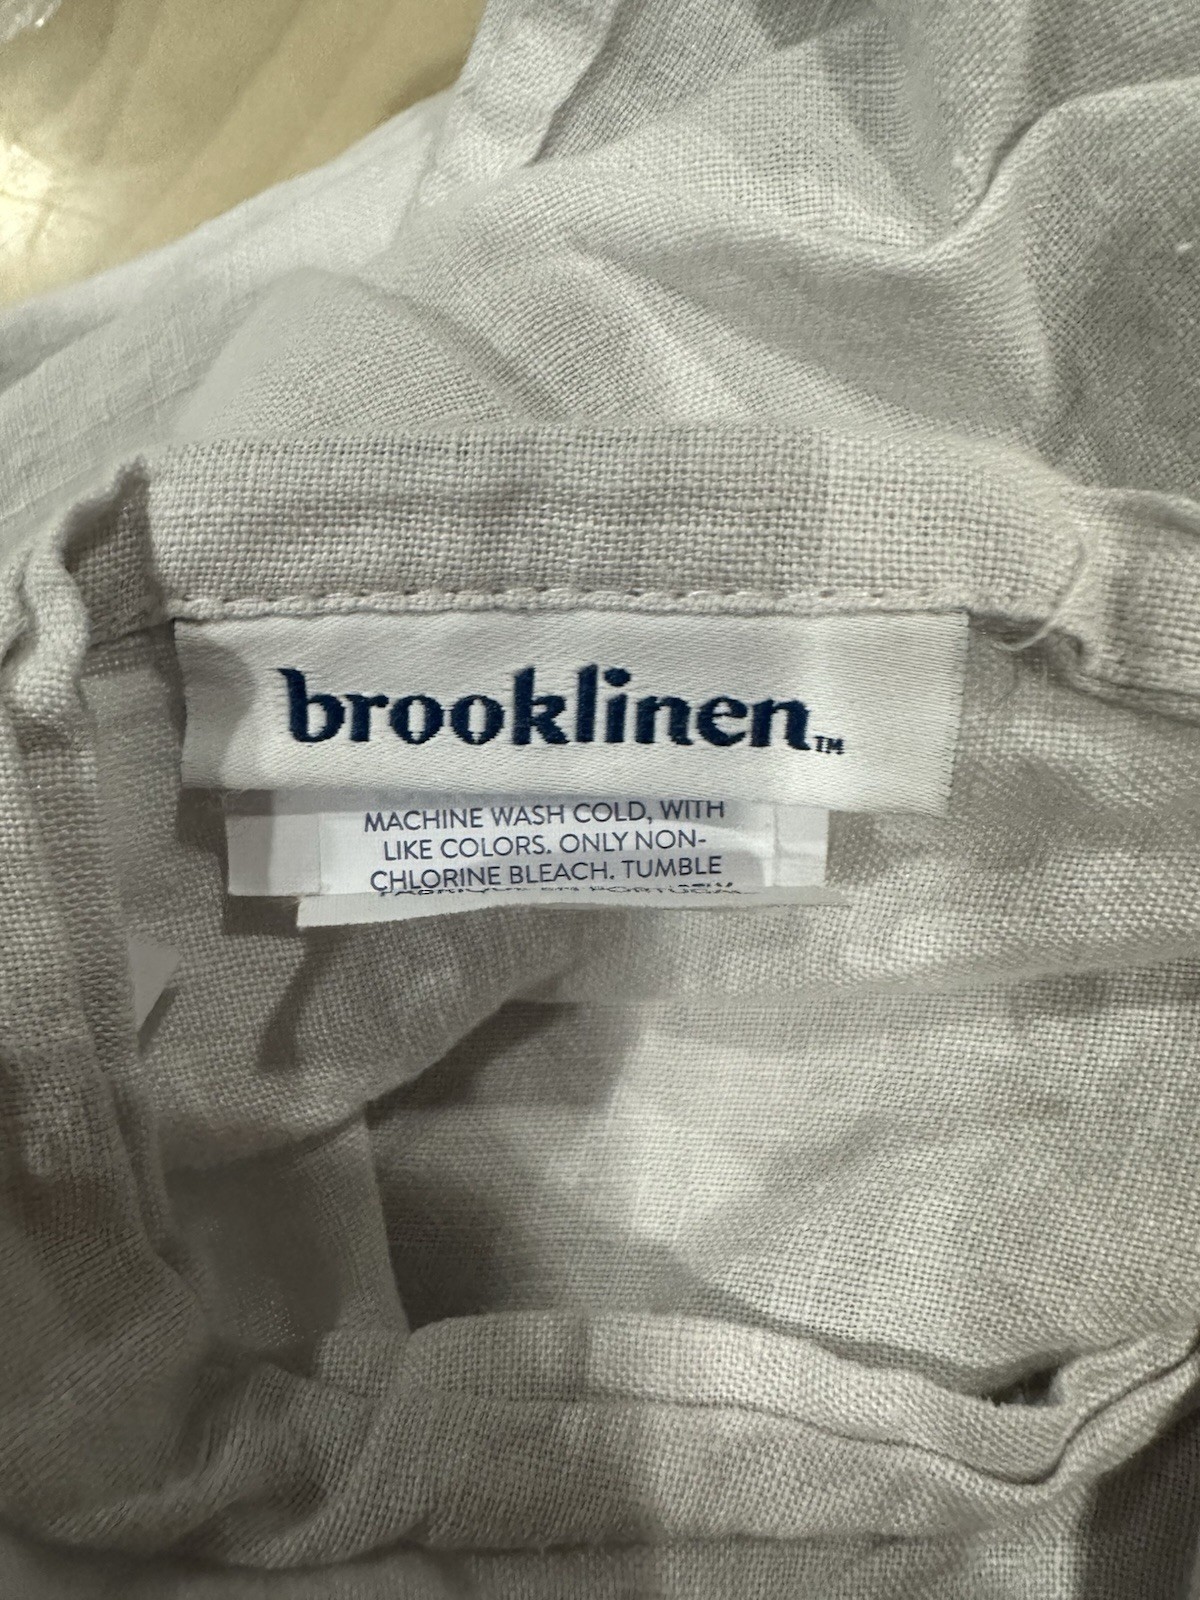 brooklinen™
MACHINE WASH COLD, WITH
LIKE COLORS. ONLY NON-
CHLORINE BLEACH. TUMBLE